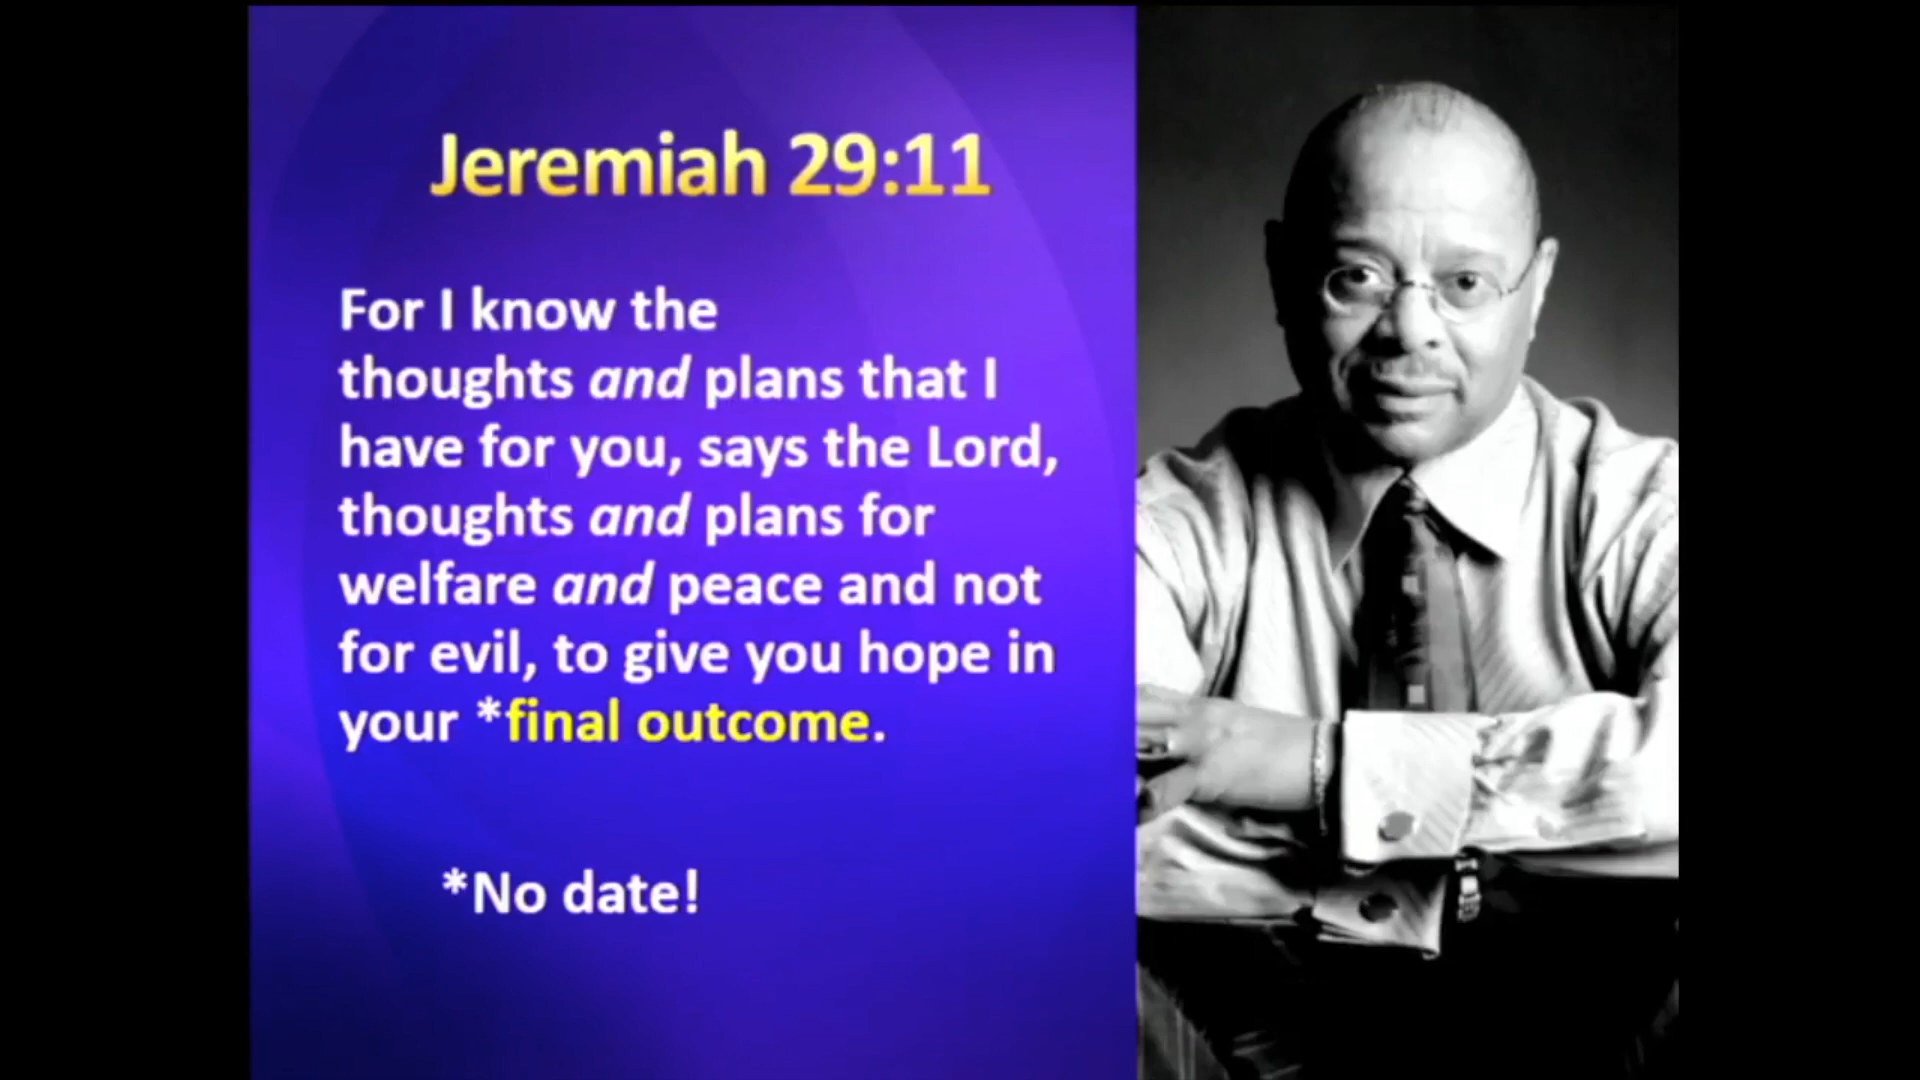 Jeremiah 29:11
For I know the
thoughts and plans that I
have for you, says the Lord,
thoughts and plans for
welfare and peace and not
for evil, to give you hope in
your *final outcome.
*No date!